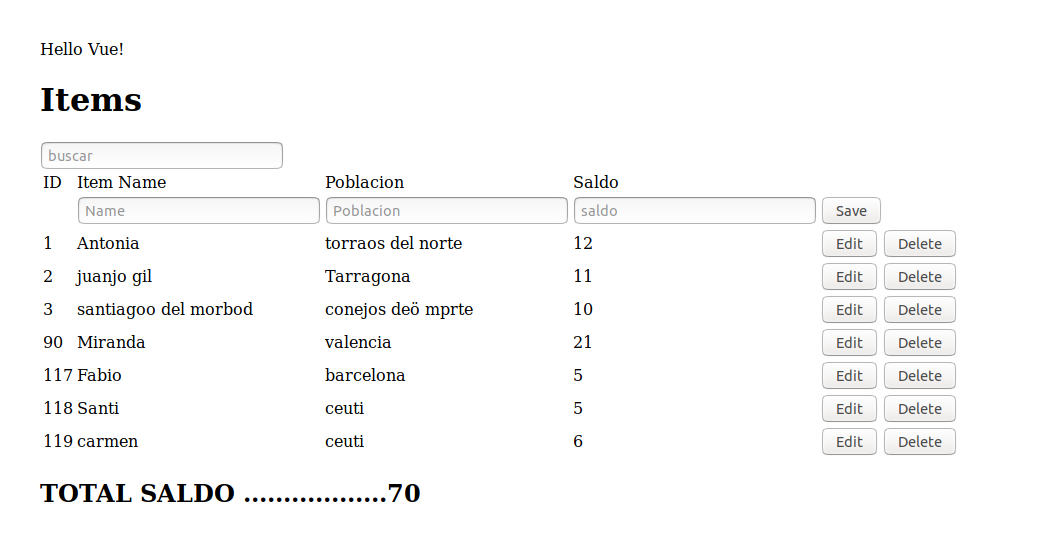 Hello Vue!
Items
buscar
ID Item Name Poblacion Saldo
Name Poblacion saldo Save
1 Antonia torraos del norte 12 Edit Delete
2 juanjo gil Tarragona 11 Edit Delete
3 santiagoo del morbod conejos deö mprte 10 Edit Delete
90 Miranda valencia 21 Edit Delete
117 Fabio barcelona 5 Edit Delete
118 Santi ceuti 5 Edit Delete
119 carmen ceuti 6 Edit Delete
TOTAL SALDO ..................70